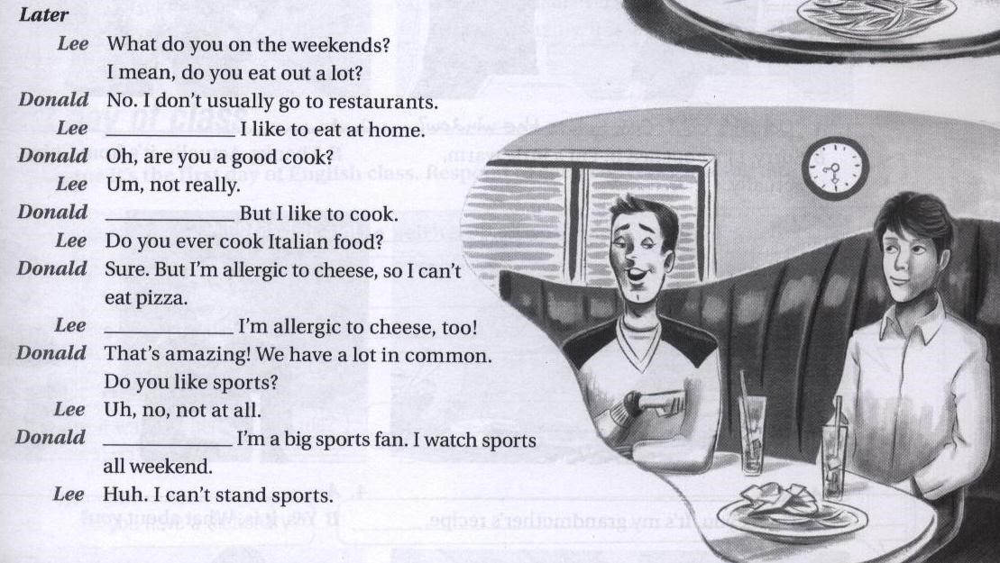 Later
Lee What do you on the weekends?
I mean, do you eat out a lot?
Donald No. I don't usually go to restaurants.
Lee ____________ I like to eat at home.
Donald Oh, are you a good cook?
Lee Um, not really.
Donald ____________ But I like to cook.
Lee Do you ever cook Italian food?
Donald Sure. But I'm allergic to cheese, so I can't
eat pizza.
Lee ____________ I'm allergic to cheese, too!
Donald That's amazing! We have a lot in common.
Do you like sports?
Lee Uh, no, not at all.
Donald ____________ I'm a big sports fan. I watch sports
all weekend.
Lee Huh. I can't stand sports.